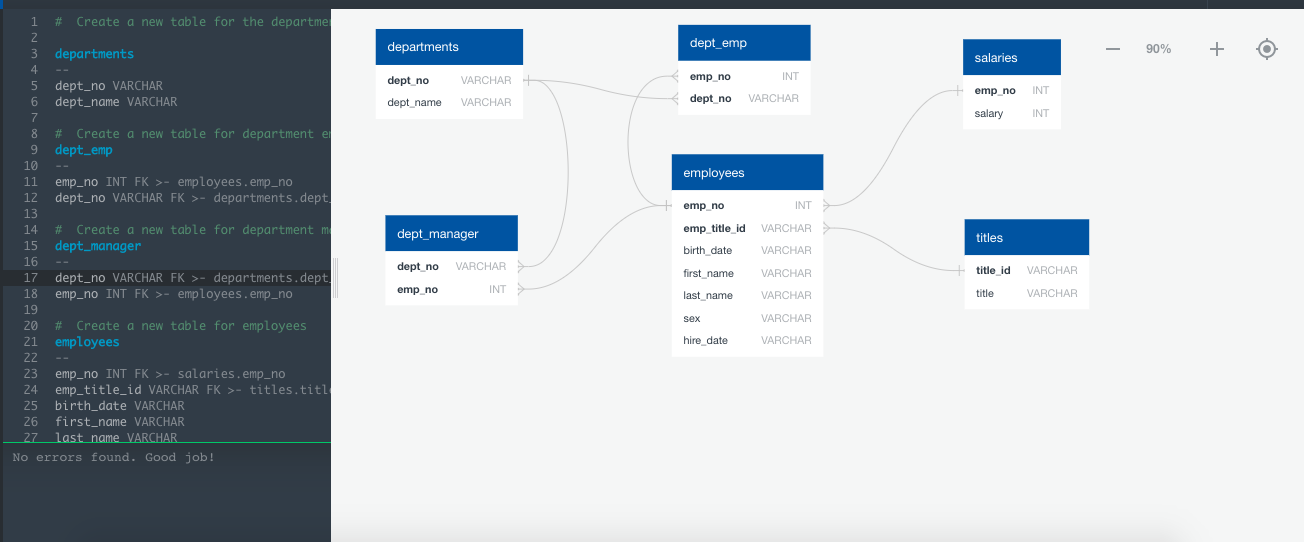 1 # Create a new table for the
2
3 departments
4 --
5 dept_no VARCHAR
6 dept_name VARCHAR
7
8 # Create a new table for department
9 dept_emp
10 --
11 emp_no INT FK >- employees.emp_no
12 dept_no VARCHAR FK >- departments.dept_
13
14 # Create a new table for department
15 dept_manager
16 --
17 dept_no VARCHAR FK >- departments.dept_
18 emp_no INT FK >- employees.emp_no
19
20 # Create a new table for employees
21 employees
22 --
23 emp_no INT FK >- salaries.emp_no
24 emp_title_id VARCHAR FK >- titles.title
25 birth_date VARCHAR
26 first_name VARCHAR
27 last_name VARCHAR
No errors found. Good job!
departments
dept_no VARCHAR
dept_name VARCHAR
dept_emp
emp_no INT
dept_no VARCHAR
salaries
emp_no INT
salary INT
90%
employees
emp_no INT
emp_title_id VARCHAR
birth_date VARCHAR
first_name VARCHAR
last_name VARCHAR
sex VARCHAR
hire_date VARCHAR
dept_manager
dept_no VARCHAR
emp_no INT
titles
title_id VARCHAR
title VARCHAR